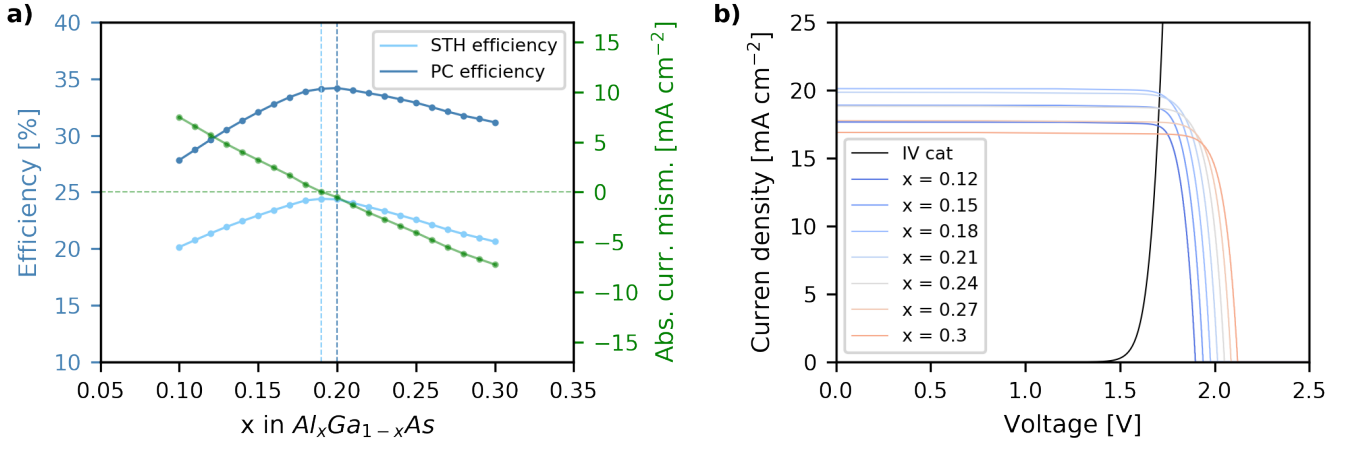 a)
40
35
30
25
20
15
10
Efficiency [%]
0.05 0.10 0.15 0.20 0.25 0.30 0.35
x in AlₓGa₁₋ₓAs
STH efficiency
PC efficiency
15
10
5
0
−5
−10
−15
Abs. curr. mism. [mA cm⁻²]
b)
25
20
15
10
5
0
Curren density [mA cm⁻²]
IV cat
x = 0.12
x = 0.15
x = 0.18
x = 0.21
x = 0.24
x = 0.27
x = 0.3
0.0 0.5 1.0 1.5 2.0 2.5
Voltage [V]